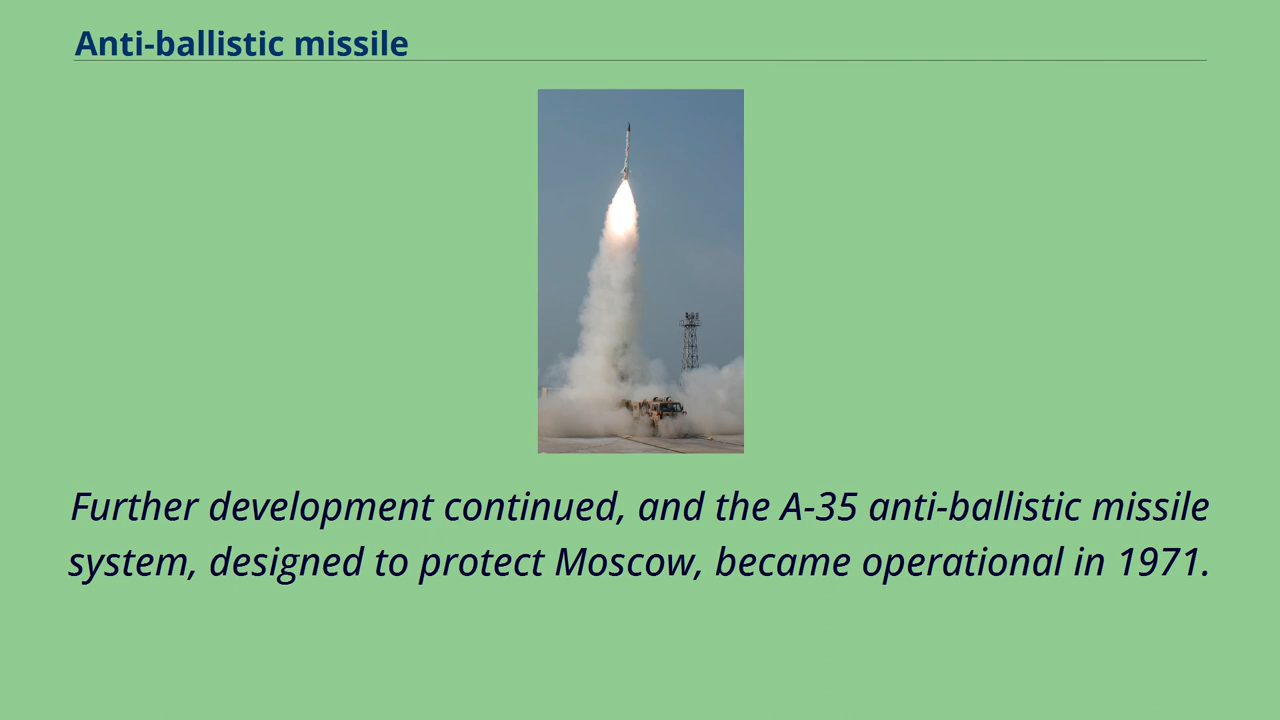 Anti-ballistic missile
Further development continued, and the A-35 anti-ballistic missile
system, designed to protect Moscow, became operational in 1971.